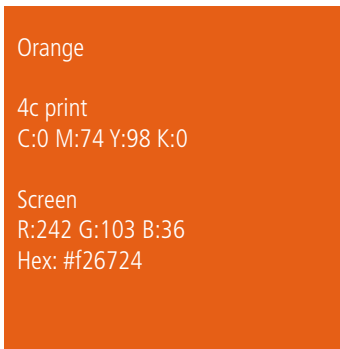 Orange
4c print
C:0 M:74 Y:98 K:0
Screen
R:242 G:103 B:36
Hex: #f26724